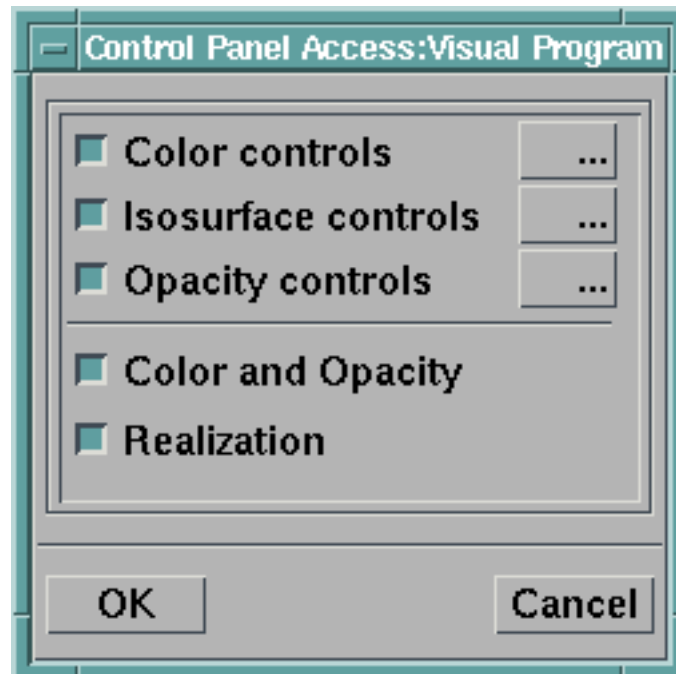 Control Panel Access:Visual Program
Color controls ...
Isosurface controls ...
Opacity controls ...
Color and Opacity
Realization
OK Cancel